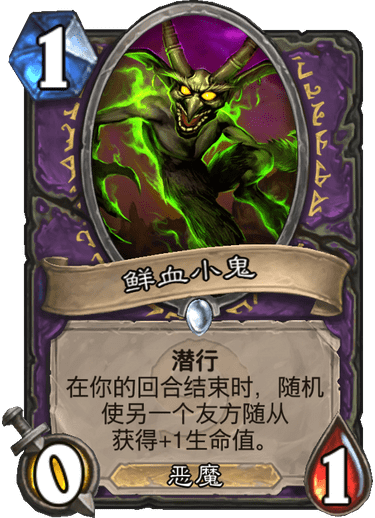 1
鲜血小鬼
潜行
在你的回合结束时，随机
使另一个友方随从
获得+1生命值。
0
恶魔
1